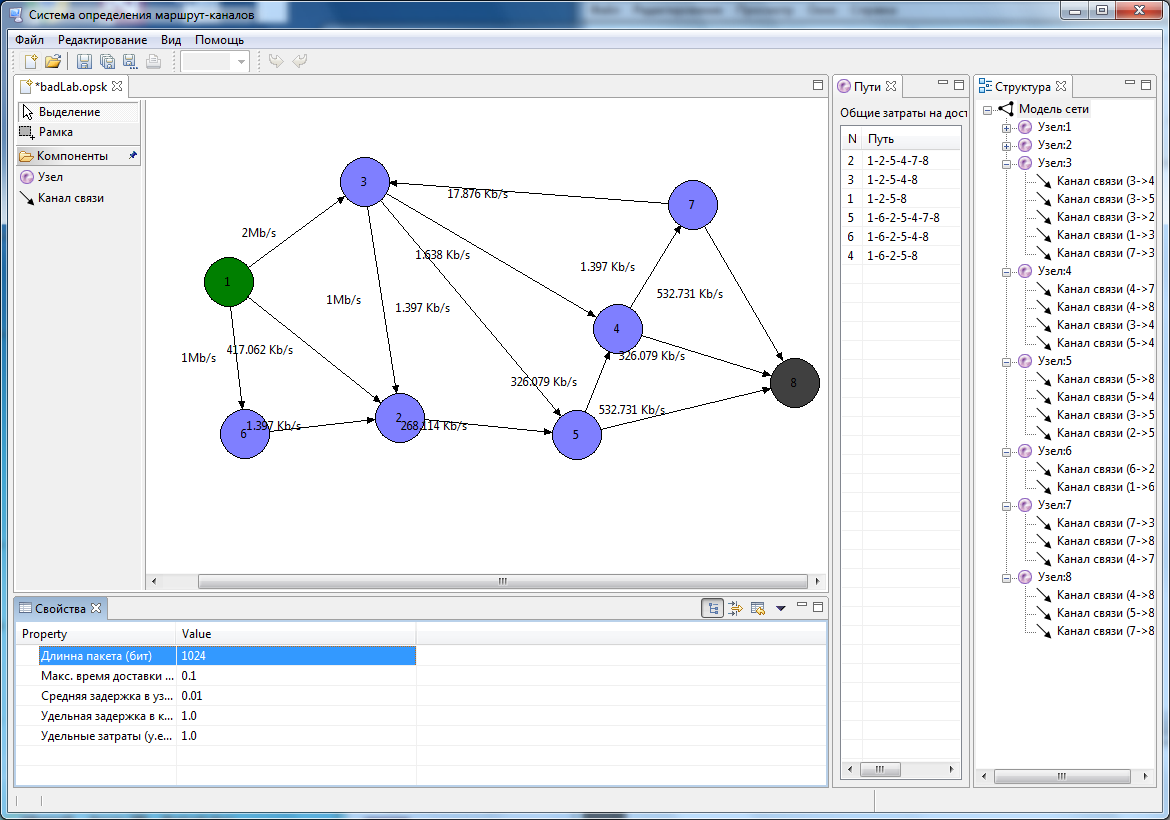 Система определения маршрут-каналов
Файл Редактирование Вид Помощь
*badLab.opsk
Выделение
Рамка
Компоненты
Узел
Канал связи
3
7
1
4
8
2
6
5
17.876 Kb/s
2Mb/s
1.638 Kb/s
1.397 Kb/s
532.731 Kb/s
1Mb/s
1.397 Kb/s
417.062 Kb/s
1Mb/s
326.079 Kb/s
326.079 Kb/s
532.731 Kb/s
1.397 Kb/s
268.114 Kb/s
Пути
Общие затраты на дост
N Путь
2 1-2-5-4-7-8
3 1-2-5-4-8
1 1-2-5-8
5 1-6-2-5-4-7-8
6 1-6-2-5-4-8
4 1-6-2-5-8
Структура
Модель сети
Узел:1
Узел:2
Узел:3
Канал связи (3->4
Канал связи (3->5
Канал связи (3->2
Канал связи (1->3
Канал связи (7->3
Узел:4
Канал связи (4->7
Канал связи (4->8
Канал связи (3->4
Канал связи (5->4
Узел:5
Канал связи (5->8
Канал связи (5->4
Канал связи (3->5
Канал связи (2->5
Узел:6
Канал связи (6->2
Канал связи (1->6
Узел:7
Канал связи (7->3
Канал связи (7->8
Канал связи (4->7
Узел:8
Канал связи (4->8
Канал связи (5->8
Канал связи (7->8
Свойства
Property Value
Длинна пакета (бит) 1024
Макс. время доставки ... 0.1
Средняя задержка в уз... 0.01
Удельная задержка в к... 1.0
Удельные затраты (у.е... 1.0